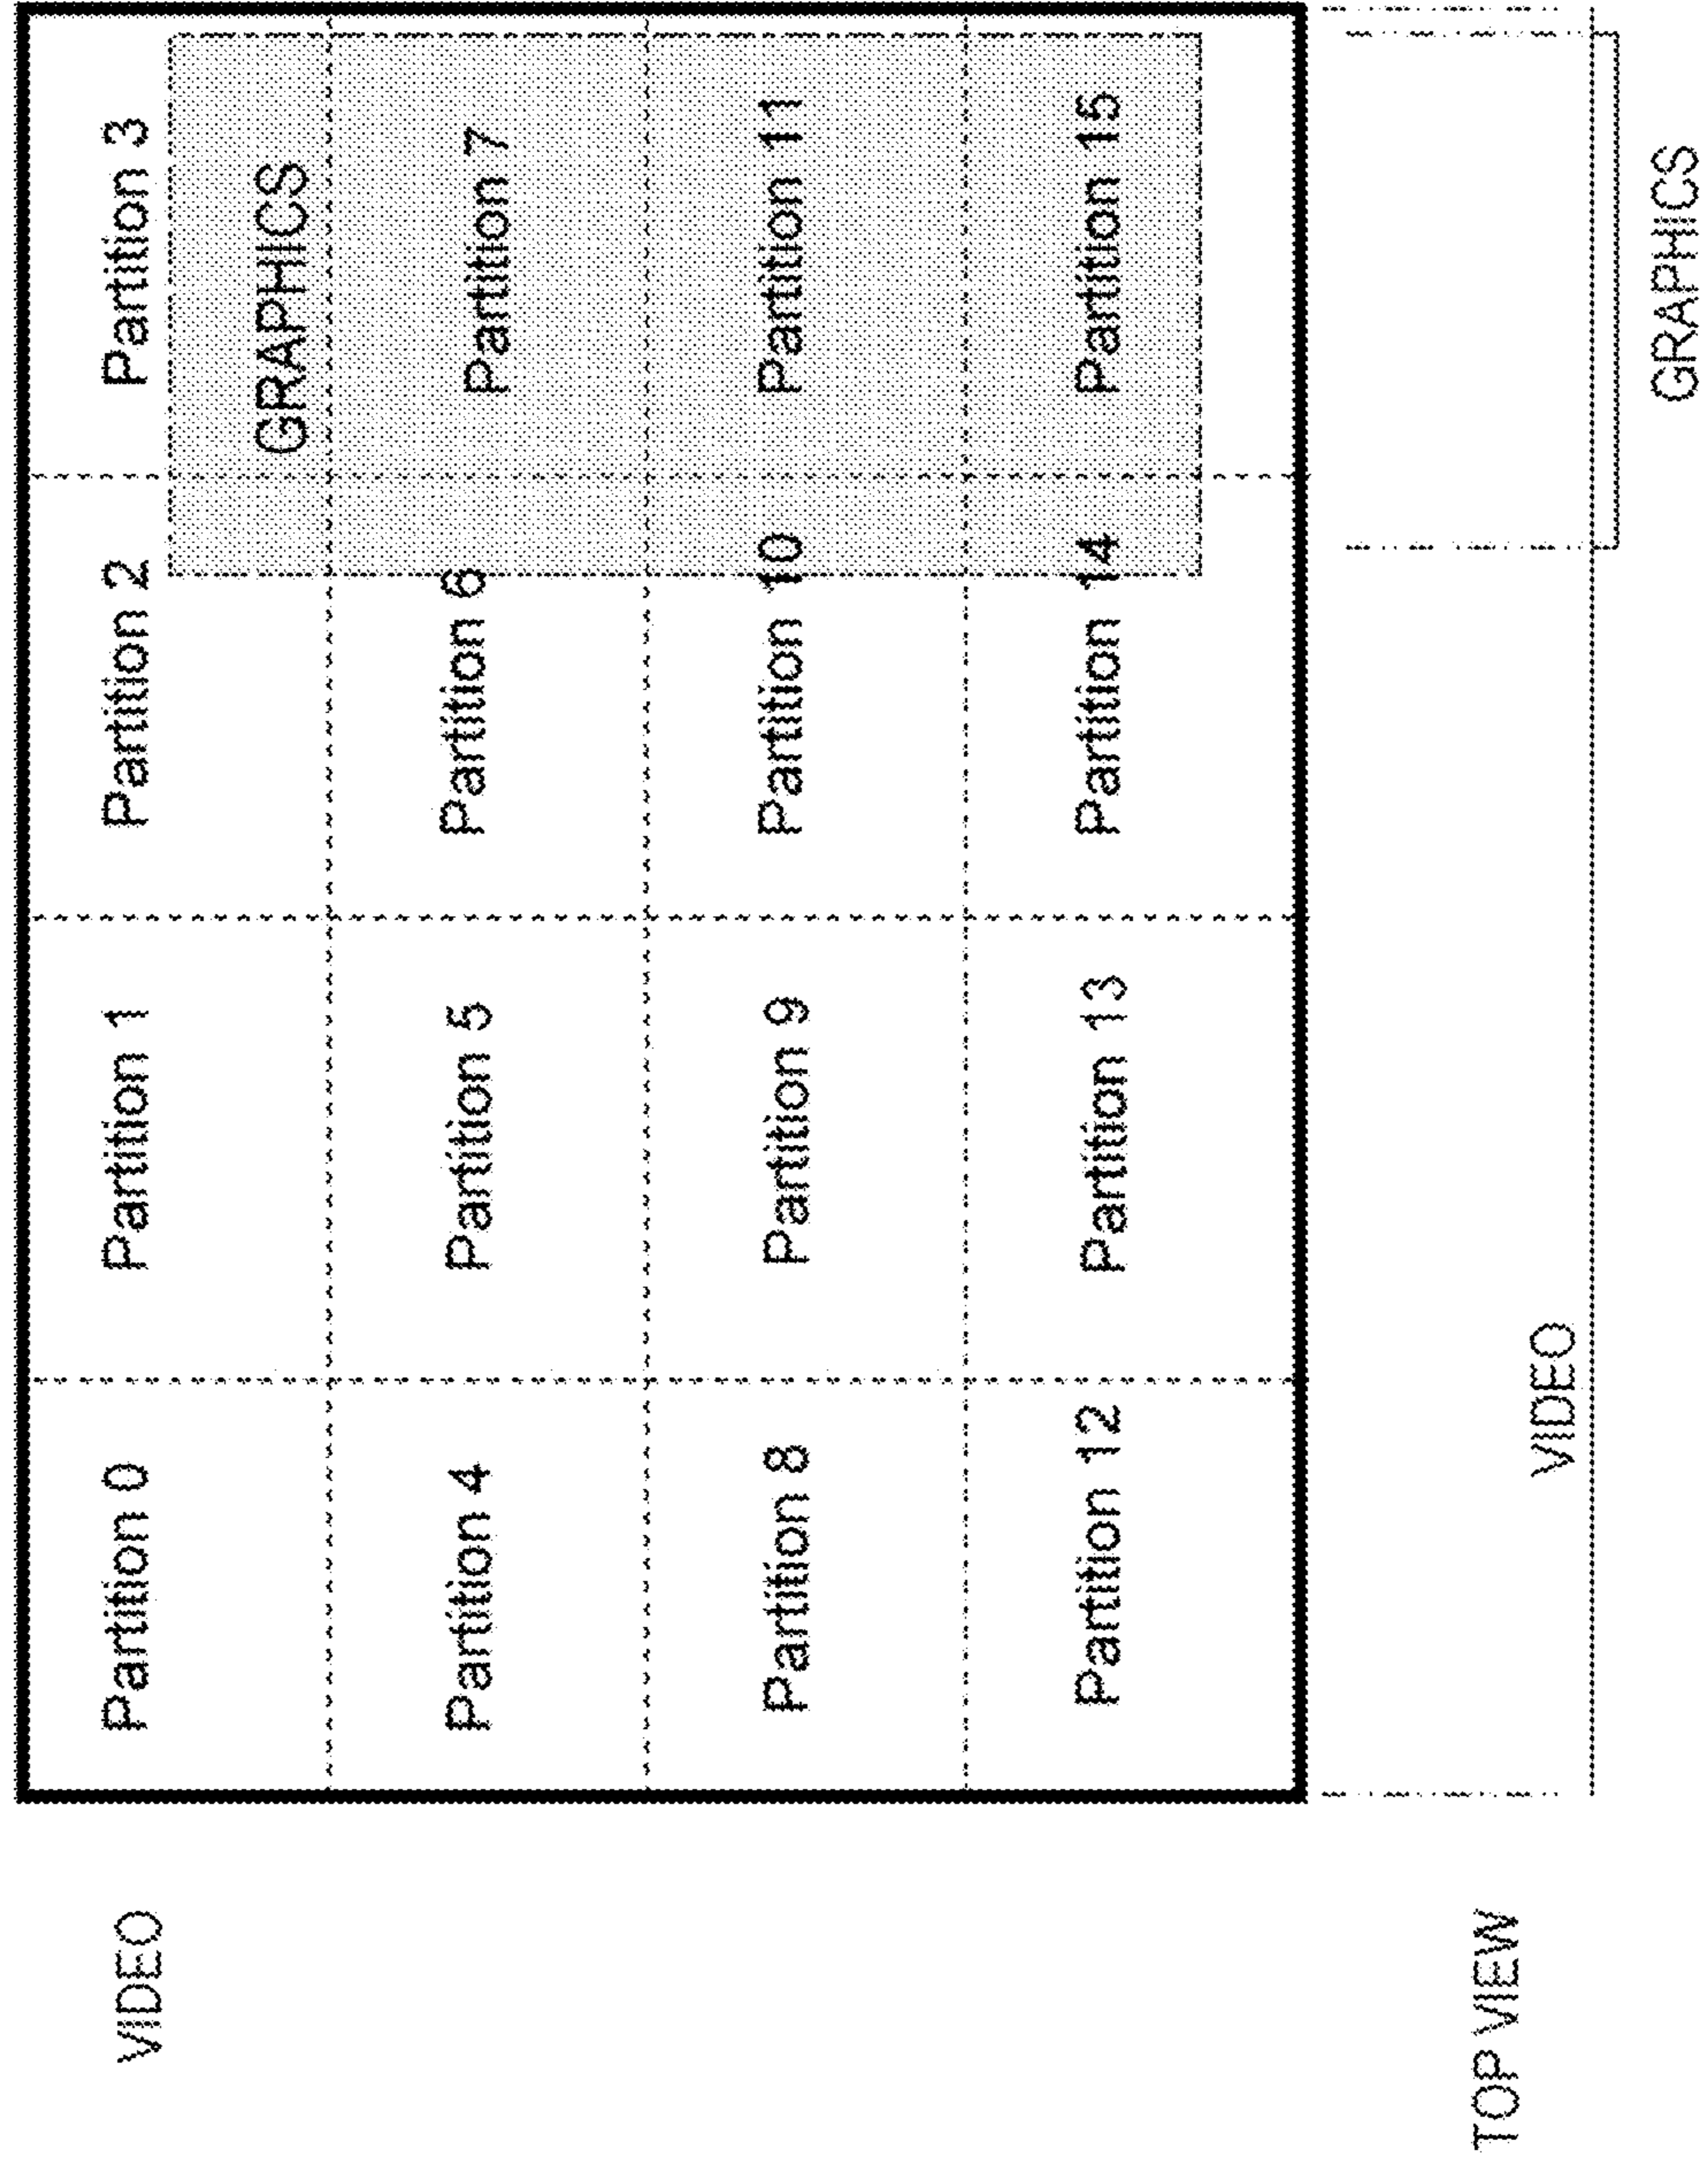 VIDEO
Partition 0
Partition 1
Partition 2
Partition 3
GRAPHICS
Partition 4
Partition 5
Partition 6
Partition 7
Partition 8
Partition 9
Partition 10
Partition 11
Partition 12
Partition 13
Partition 14
Partition 15
TOP VIEW
VIDEO
GRAPHICS